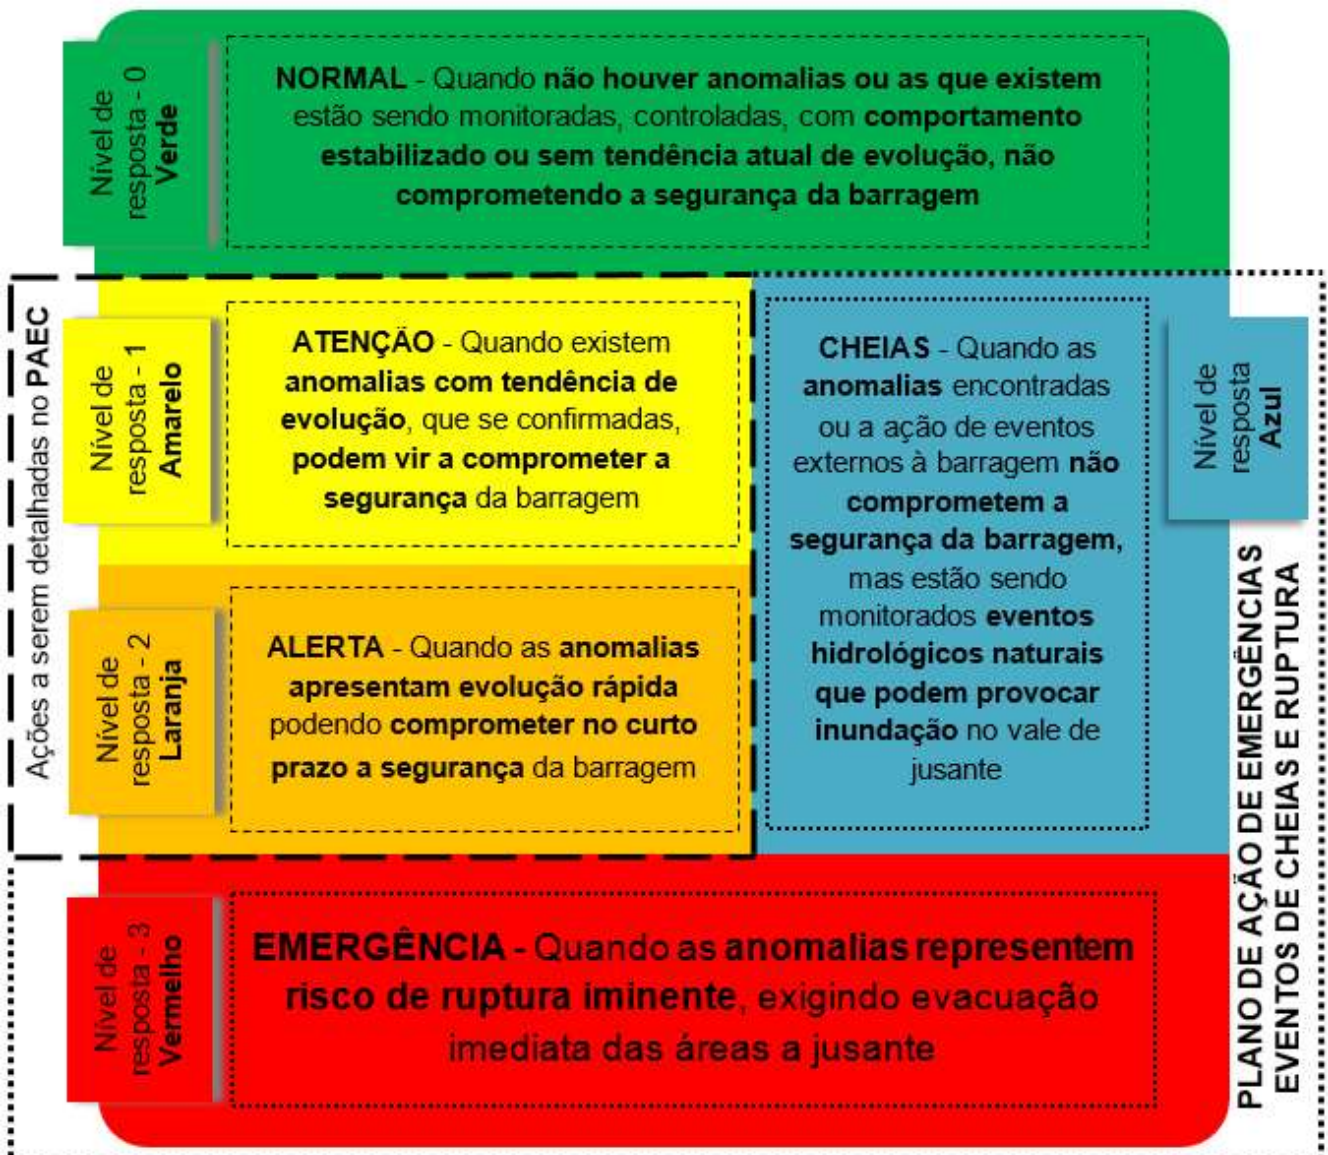 Nível de
resposta - 0
Verde
NORMAL - Quando não houver anomalias ou as que existem
estão sendo monitoradas, controladas, com comportamento
estabilizado ou sem tendência atual de evolução, não
comprometendo a segurança da barragem
Ações a serem detalhadas no PAEC
Nível de
resposta - 1
Amarelo
ATENÇÃO - Quando existem
anomalias com tendência de
evolução, que se confirmadas,
podem vir a comprometer a
segurança da barragem
Nível de
resposta - 2
Laranja
ALERTA - Quando as anomalias
apresentam evolução rápida
podendo comprometer no curto
prazo a segurança da barragem
CHEIAS - Quando as
anomalias encontradas
ou a ação de eventos
externos à barragem não
comprometem a
segurança da barragem,
mas estão sendo
monitorados eventos
hidrológicos naturais
que podem provocar
inundação no vale de
jusante
Nível de
resposta
Azul
PLANO DE AÇÃO DE EMERGÊNCIAS
EVENTOS DE CHEIAS E RUPTURA
Nível de
resposta - 3
Vermelho
EMERGÊNCIA - Quando as anomalias representem
risco de ruptura iminente, exigindo evacuação
imediata das áreas a jusante